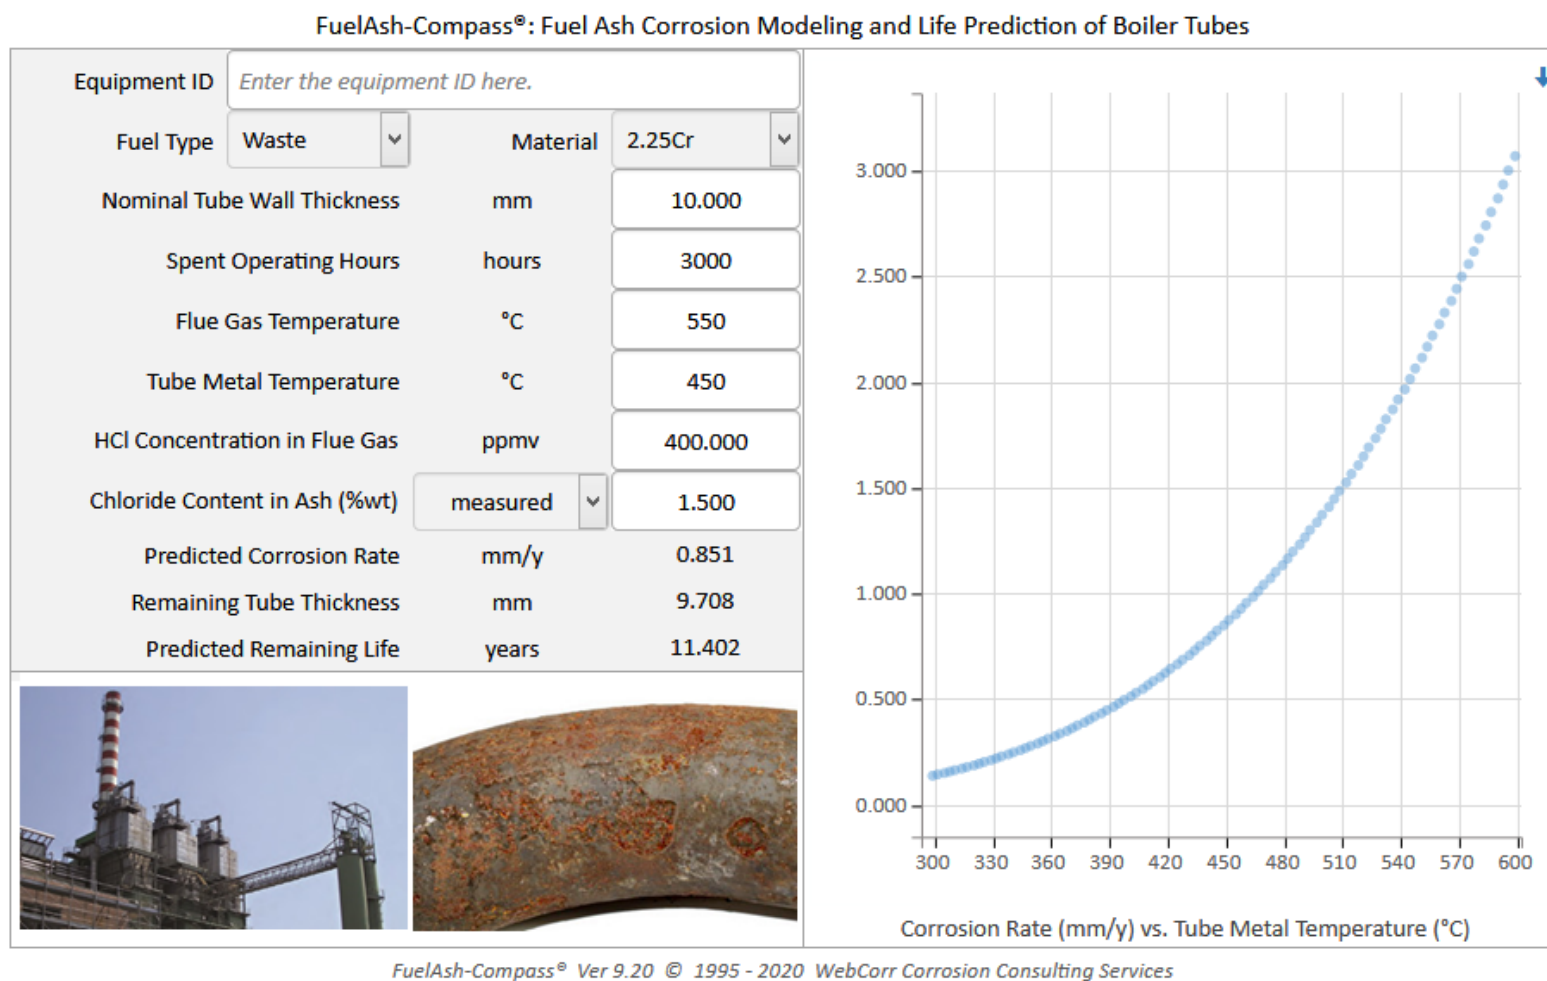 FuelAsh-Compass®: Fuel Ash Corrosion Modeling and Life Prediction of Boiler Tubes
Equipment ID Enter the equipment ID here.
Fuel Type Waste Material 2.25Cr
Nominal Tube Wall Thickness mm 10.000
Spent Operating Hours hours 3000
Flue Gas Temperature °C 550
Tube Metal Temperature °C 450
HCl Concentration in Flue Gas ppmv 400.000
Chloride Content in Ash (%wt) measured 1.500
Predicted Corrosion Rate mm/y 0.851
Remaining Tube Thickness mm 9.708
Predicted Remaining Life years 11.402
3.000
2.500
2.000
1.500
1.000
0.500
0.000
300 330 360 390 420 450 480 510 540 570 600
Corrosion Rate (mm/y) vs. Tube Metal Temperature (°C)
FuelAsh-Compass® Ver 9.20 © 1995 - 2020 WebCorr Corrosion Consulting Services